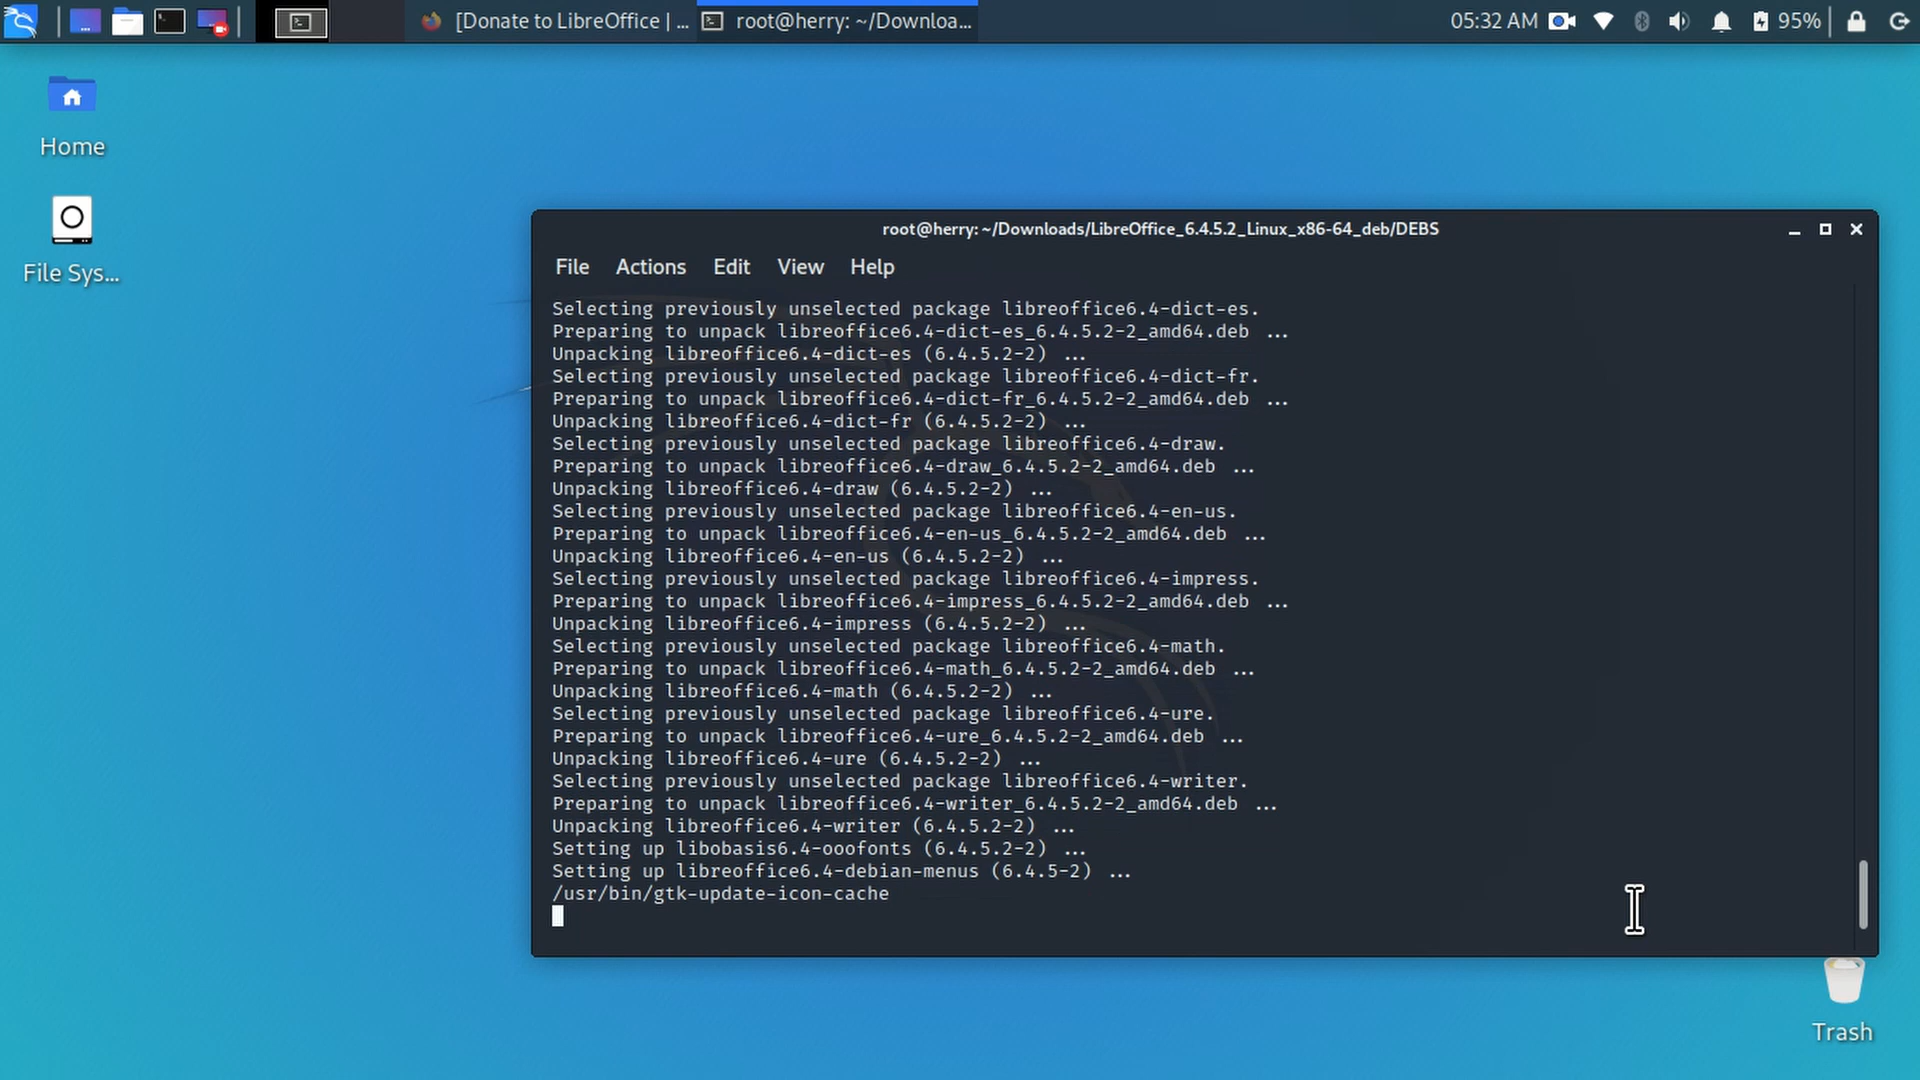 [Donate to LibreOffice | ...
root@herry: ~/Downloa...
05:32 AM
95%
Home
File Sys...
root@herry: ~/Downloads/LibreOffice_6.4.5.2_Linux_x86-64_deb/DEBS
File Actions Edit View Help
Selecting previously unselected package libreoffice6.4-dict-es.
Preparing to unpack libreoffice6.4-dict-es_6.4.5.2-2_amd64.deb ...
Unpacking libreoffice6.4-dict-es (6.4.5.2-2) ...
Selecting previously unselected package libreoffice6.4-dict-fr.
Preparing to unpack libreoffice6.4-dict-fr_6.4.5.2-2_amd64.deb ...
Unpacking libreoffice6.4-dict-fr (6.4.5.2-2) ...
Selecting previously unselected package libreoffice6.4-draw.
Preparing to unpack libreoffice6.4-draw_6.4.5.2-2_amd64.deb ...
Unpacking libreoffice6.4-draw (6.4.5.2-2) ...
Selecting previously unselected package libreoffice6.4-en-us.
Preparing to unpack libreoffice6.4-en-us_6.4.5.2-2_amd64.deb ...
Unpacking libreoffice6.4-en-us (6.4.5.2-2) ...
Selecting previously unselected package libreoffice6.4-impress.
Preparing to unpack libreoffice6.4-impress_6.4.5.2-2_amd64.deb ...
Unpacking libreoffice6.4-impress (6.4.5.2-2) ...
Selecting previously unselected package libreoffice6.4-math.
Preparing to unpack libreoffice6.4-math_6.4.5.2-2_amd64.deb ...
Unpacking libreoffice6.4-math (6.4.5.2-2) ...
Selecting previously unselected package libreoffice6.4-ure.
Preparing to unpack libreoffice6.4-ure_6.4.5.2-2_amd64.deb ...
Unpacking libreoffice6.4-ure (6.4.5.2-2) ...
Selecting previously unselected package libreoffice6.4-writer.
Preparing to unpack libreoffice6.4-writer_6.4.5.2-2_amd64.deb ...
Unpacking libreoffice6.4-writer (6.4.5.2-2) ...
Setting up libobasis6.4-ooofonts (6.4.5.2-2) ...
Setting up libreoffice6.4-debian-menus (6.4.5-2) ...
/usr/bin/gtk-update-icon-cache
Trash